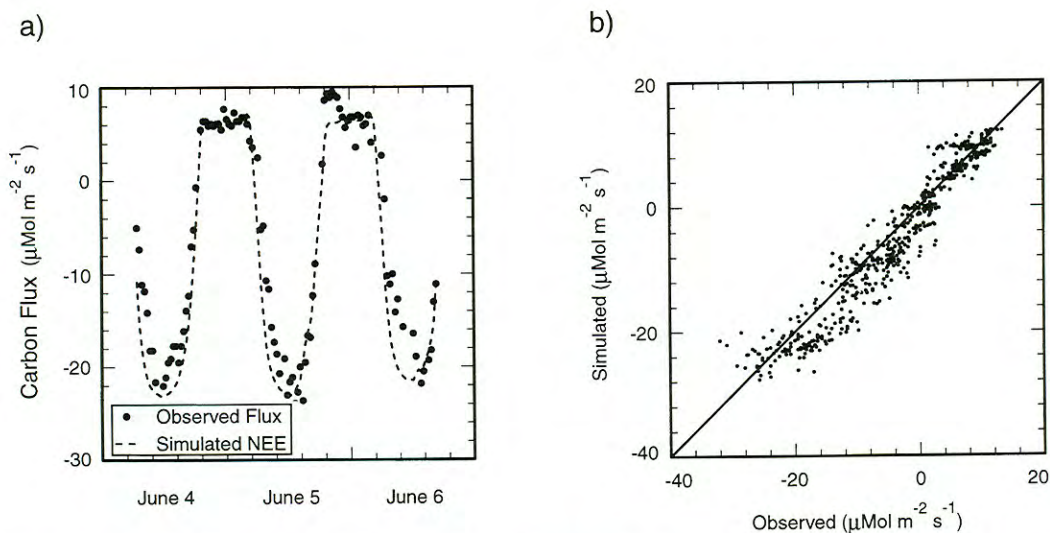 a)
Carbon Flux (μMol m-2 s-1)
10
0
-10
-20
-30
Observed Flux
Simulated NEE
June 4
June 5
June 6
b)
Simulated (μMol m-2 s-1)
20
0
-20
-40
-40
-20
0
20
Observed (μMol m-2 s-1)